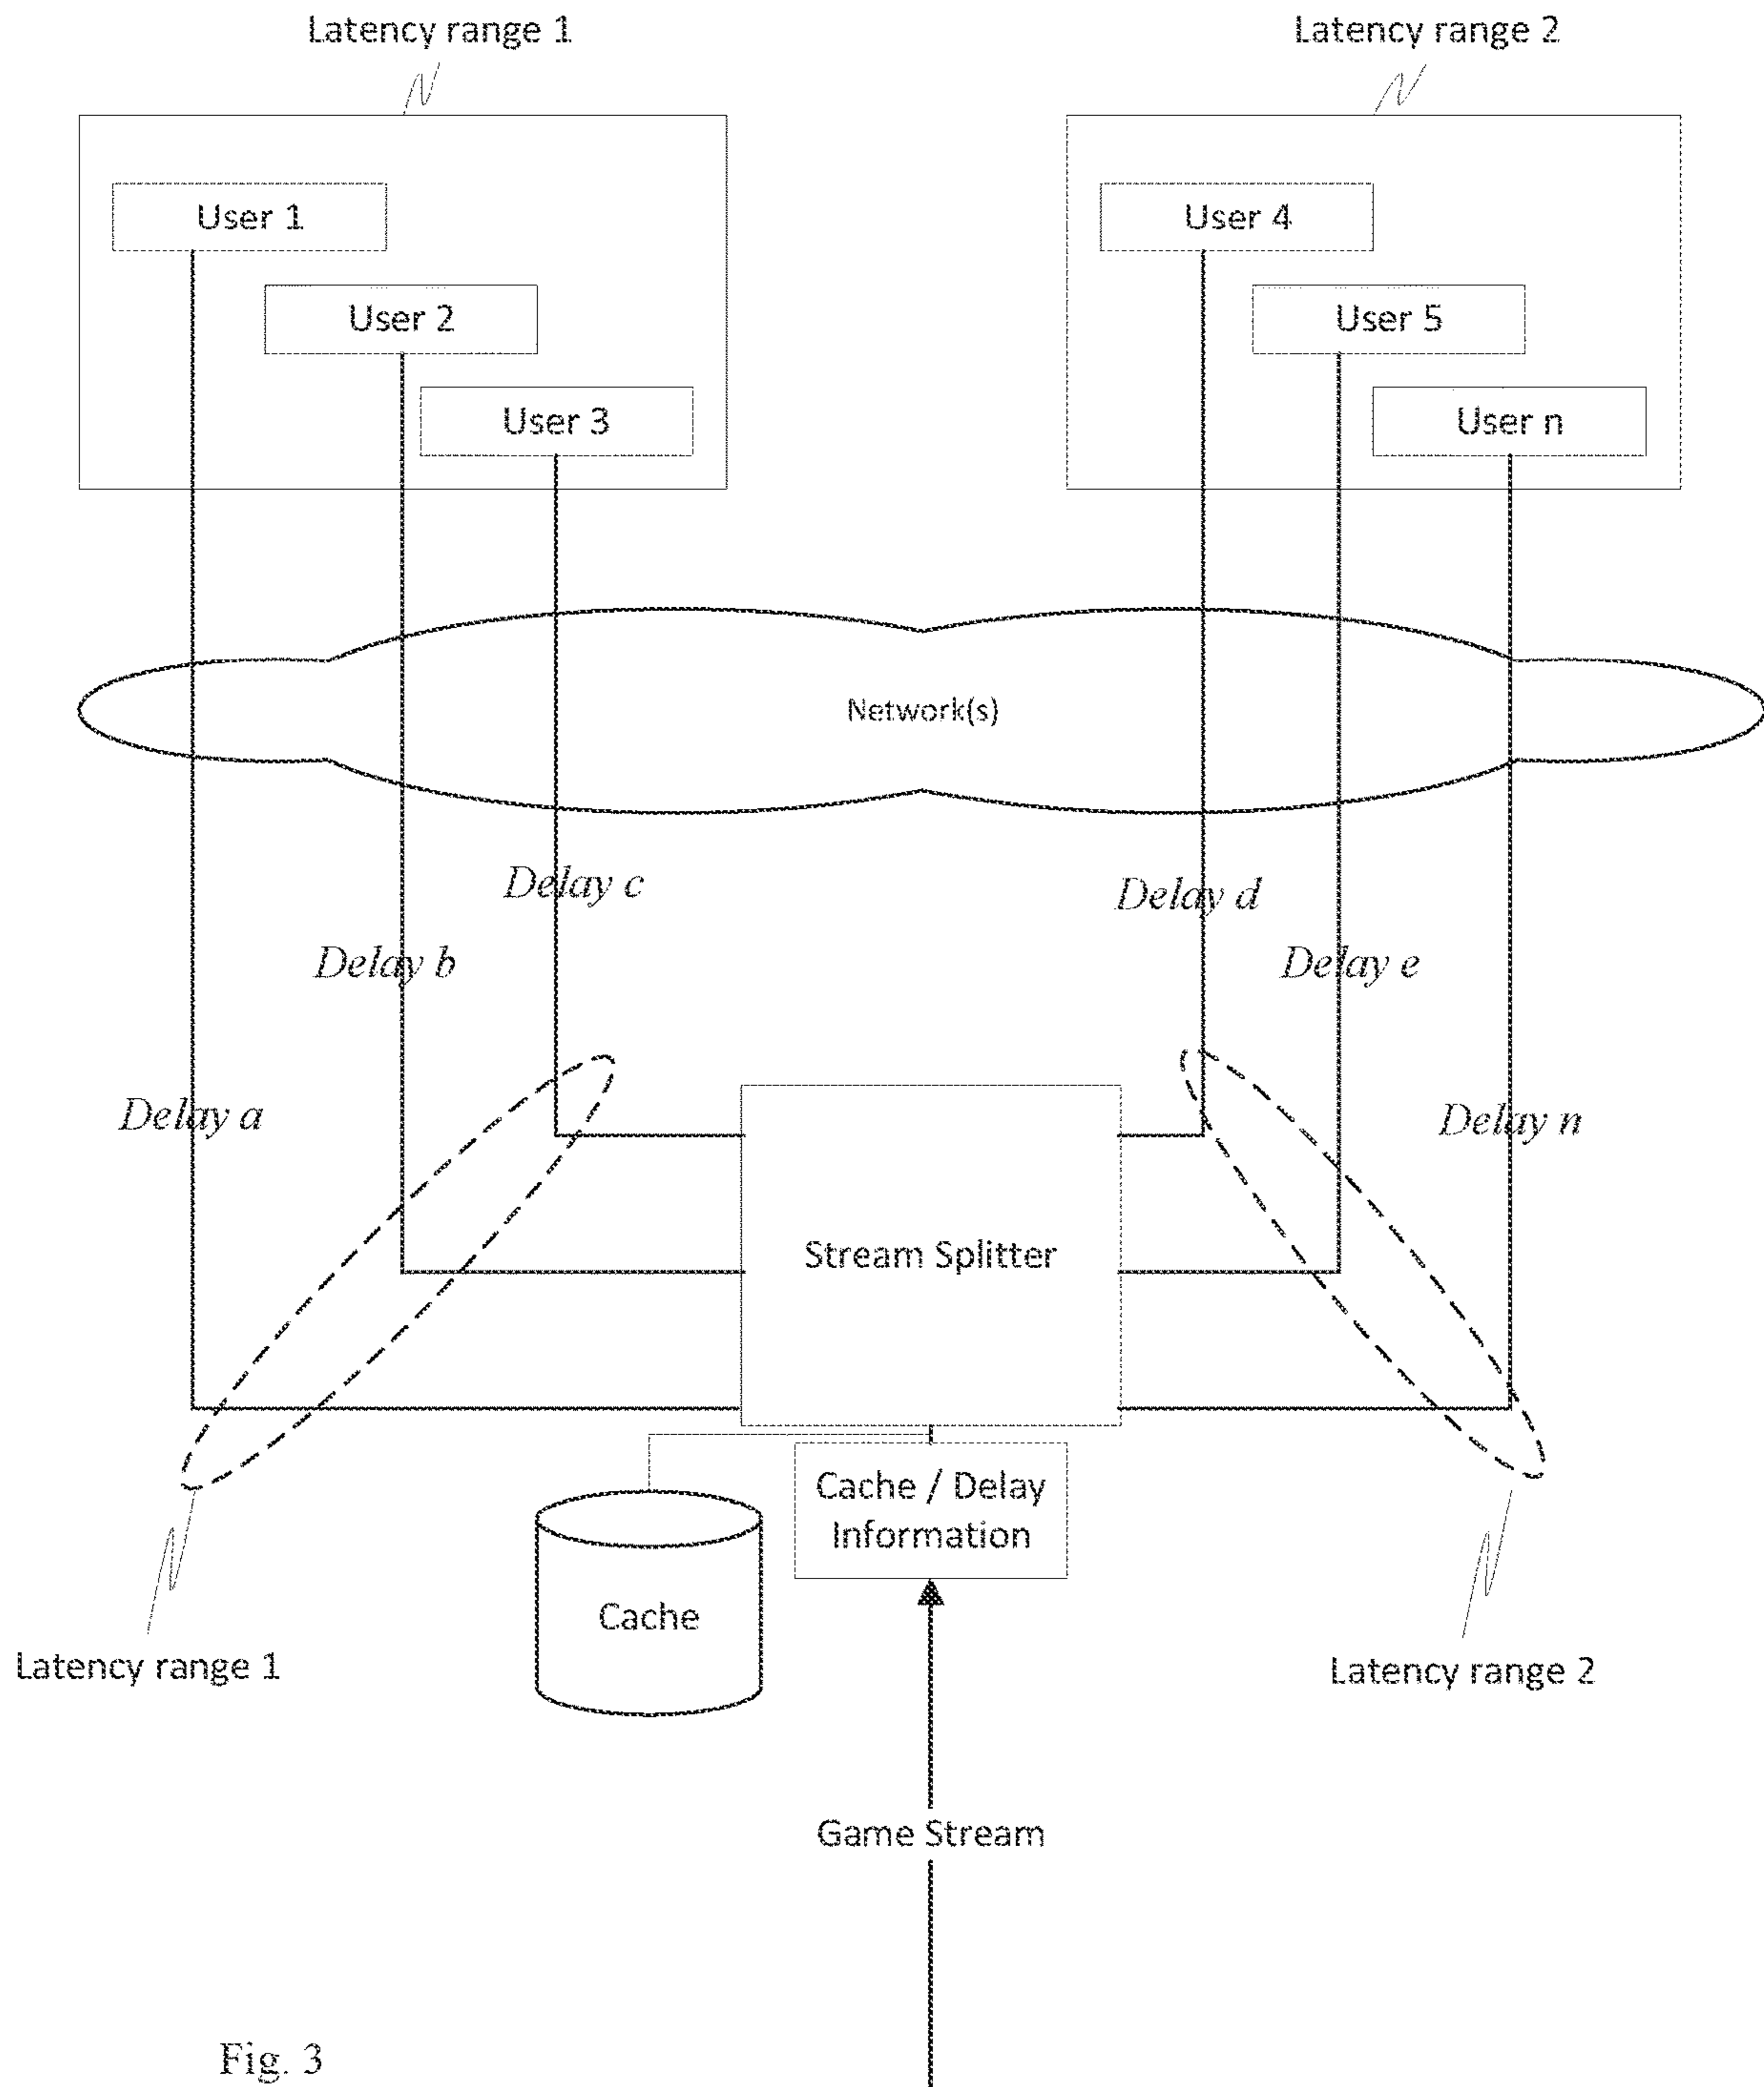 Latency range 1
Latency range 2
User 1
User 4
User 2
User 5
User 3
User n
Network(s)
Delay c
Delay d
Delay b
Delay e
Delay a
Delay n
Stream Splitter
Cache / Delay
Information
Cache
Latency range 1
Latency range 2
Game Stream
Fig. 3